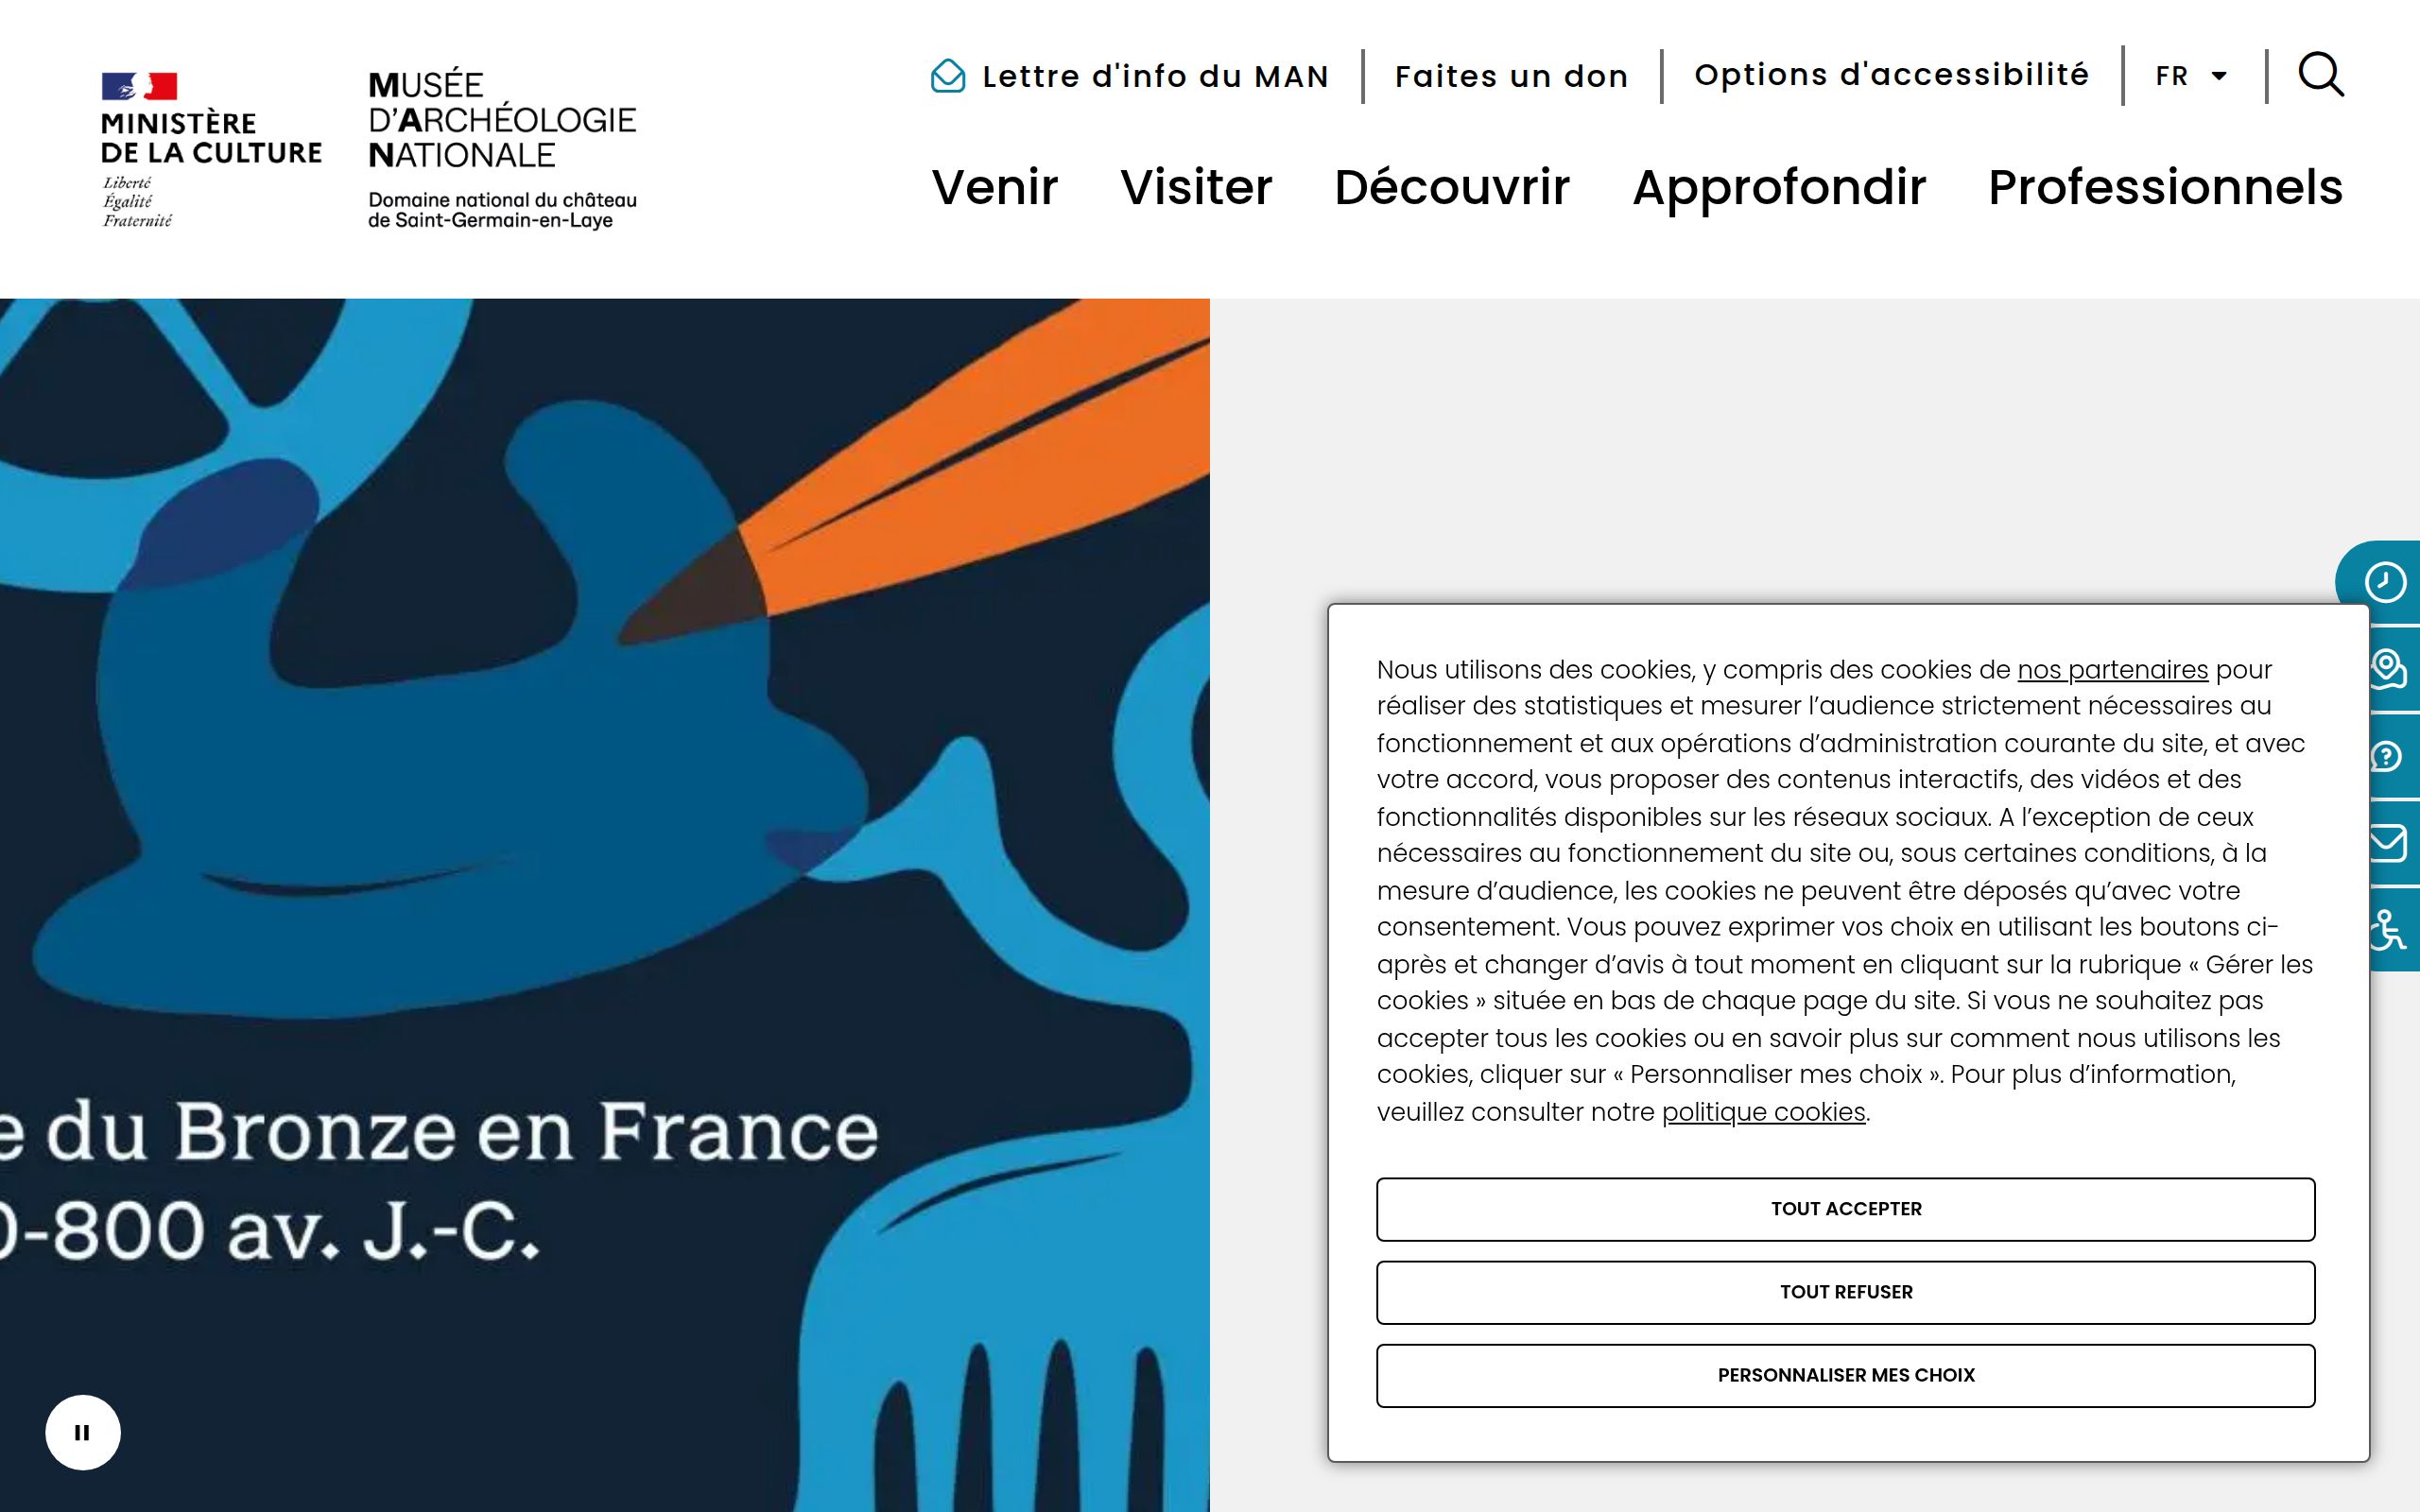 MINISTÈRE
DE LA CULTURE
Liberté
Égalité
Fraternité
MUSÉE
D'ARCHÉOLOGIE
NATIONALE
Domaine national du château
de Saint-Germain-en-Laye
Lettre d'info du MAN
Faites un don
Options d'accessibilité
FR
Venir
Visiter
Découvrir
Approfondir
Professionnels
e du Bronze en France
0-800 av. J.-C.
Nous utilisons des cookies, y compris des cookies de nos partenaires pour
réaliser des statistiques et mesurer l’audience strictement nécessaires au
fonctionnement et aux opérations d’administration courante du site, et avec
votre accord, vous proposer des contenus interactifs, des vidéos et des
fonctionnalités disponibles sur les réseaux sociaux. A l’exception de ceux
nécessaires au fonctionnement du site ou, sous certaines conditions, à la
mesure d’audience, les cookies ne peuvent être déposés qu’avec votre
consentement. Vous pouvez exprimer vos choix en utilisant les boutons ci-
après et changer d’avis à tout moment en cliquant sur la rubrique « Gérer les
cookies » située en bas de chaque page du site. Si vous ne souhaitez pas
accepter tous les cookies ou en savoir plus sur comment nous utilisons les
cookies, cliquer sur « Personnaliser mes choix ». Pour plus d’information,
veuillez consulter notre politique cookies.
TOUT ACCEPTER
TOUT REFUSER
PERSONNALISER MES CHOIX